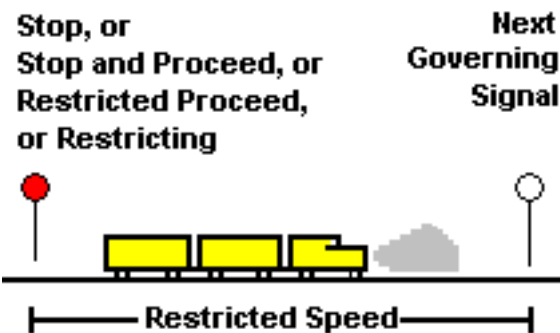 Stop, or
Stop and Proceed, or
Restricted Proceed,
or Restricting
Next
Governing
Signal
Restricted Speed